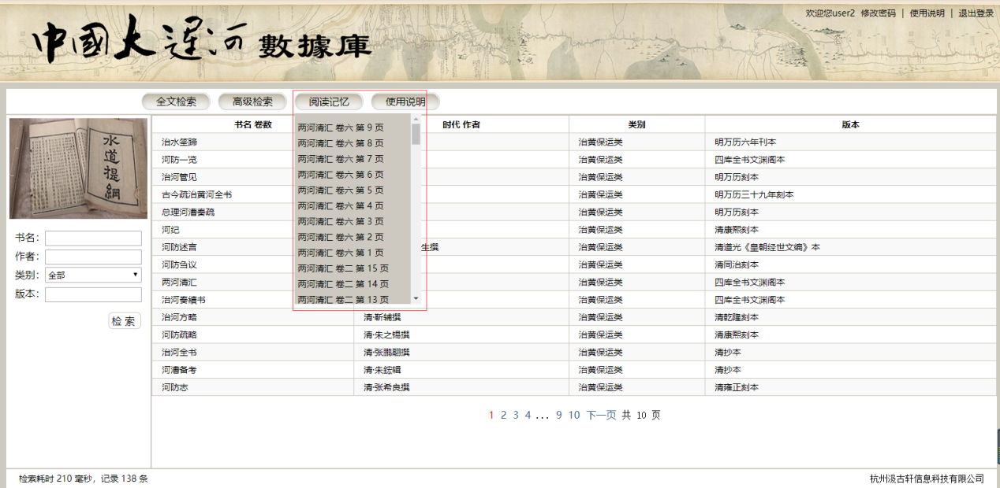 欢迎您user2 修改密码 | 使用说明 | 退出登录
中國大運河數據庫
全文检索 高级检索 阅读记忆 使用说明
水道提綱
书名:
作者:
类别: 全部
版本:
检 索
两河清汇 卷六 第 9 页
两河清汇 卷六 第 8 页
两河清汇 卷六 第 7 页
两河清汇 卷六 第 6 页
两河清汇 卷六 第 5 页
两河清汇 卷六 第 4 页
两河清汇 卷六 第 3 页
两河清汇 卷六 第 2 页
两河清汇 卷六 第 1 页
两河清汇 卷二 第 15 页
两河清汇 卷二 第 14 页
两河清汇 卷二 第 13 页
书名 卷数 时代 作者 类别 版本
治水筌蹄 治黄保运类 明万历六年刊本
河防一览 治黄保运类 四库全书文渊阁本
治河管见 治黄保运类 明万历刻本
古今疏治黄河全书 治黄保运类 明万历三十九年刻本
总理河漕奏疏 治黄保运类 明万历刻本
河纪 治黄保运类 清康熙刻本
河防述言 生撰 治黄保运类 清道光《皇朝经世文编》本
河防刍议 治黄保运类 清同治刻本
两河清汇 治黄保运类 四库全书文渊阁本
治河奏续书 治黄保运类 四库全书文渊阁本
治河方略 清·靳辅撰 治黄保运类 清乾隆刻本
河防疏略 清·朱之锡撰 治黄保运类 清康熙刻本
治河全书 清·张鹏翮撰 治黄保运类 清抄本
河漕备考 清·朱鋐辑 治黄保运类 清抄本
河防志 清·张希良撰 治黄保运类 清雍正刻本
1 2 3 4 ... 9 10 下一页 共 10 页
检索耗时 210 毫秒，记录 138 条
杭州汲古轩信息科技有限公司